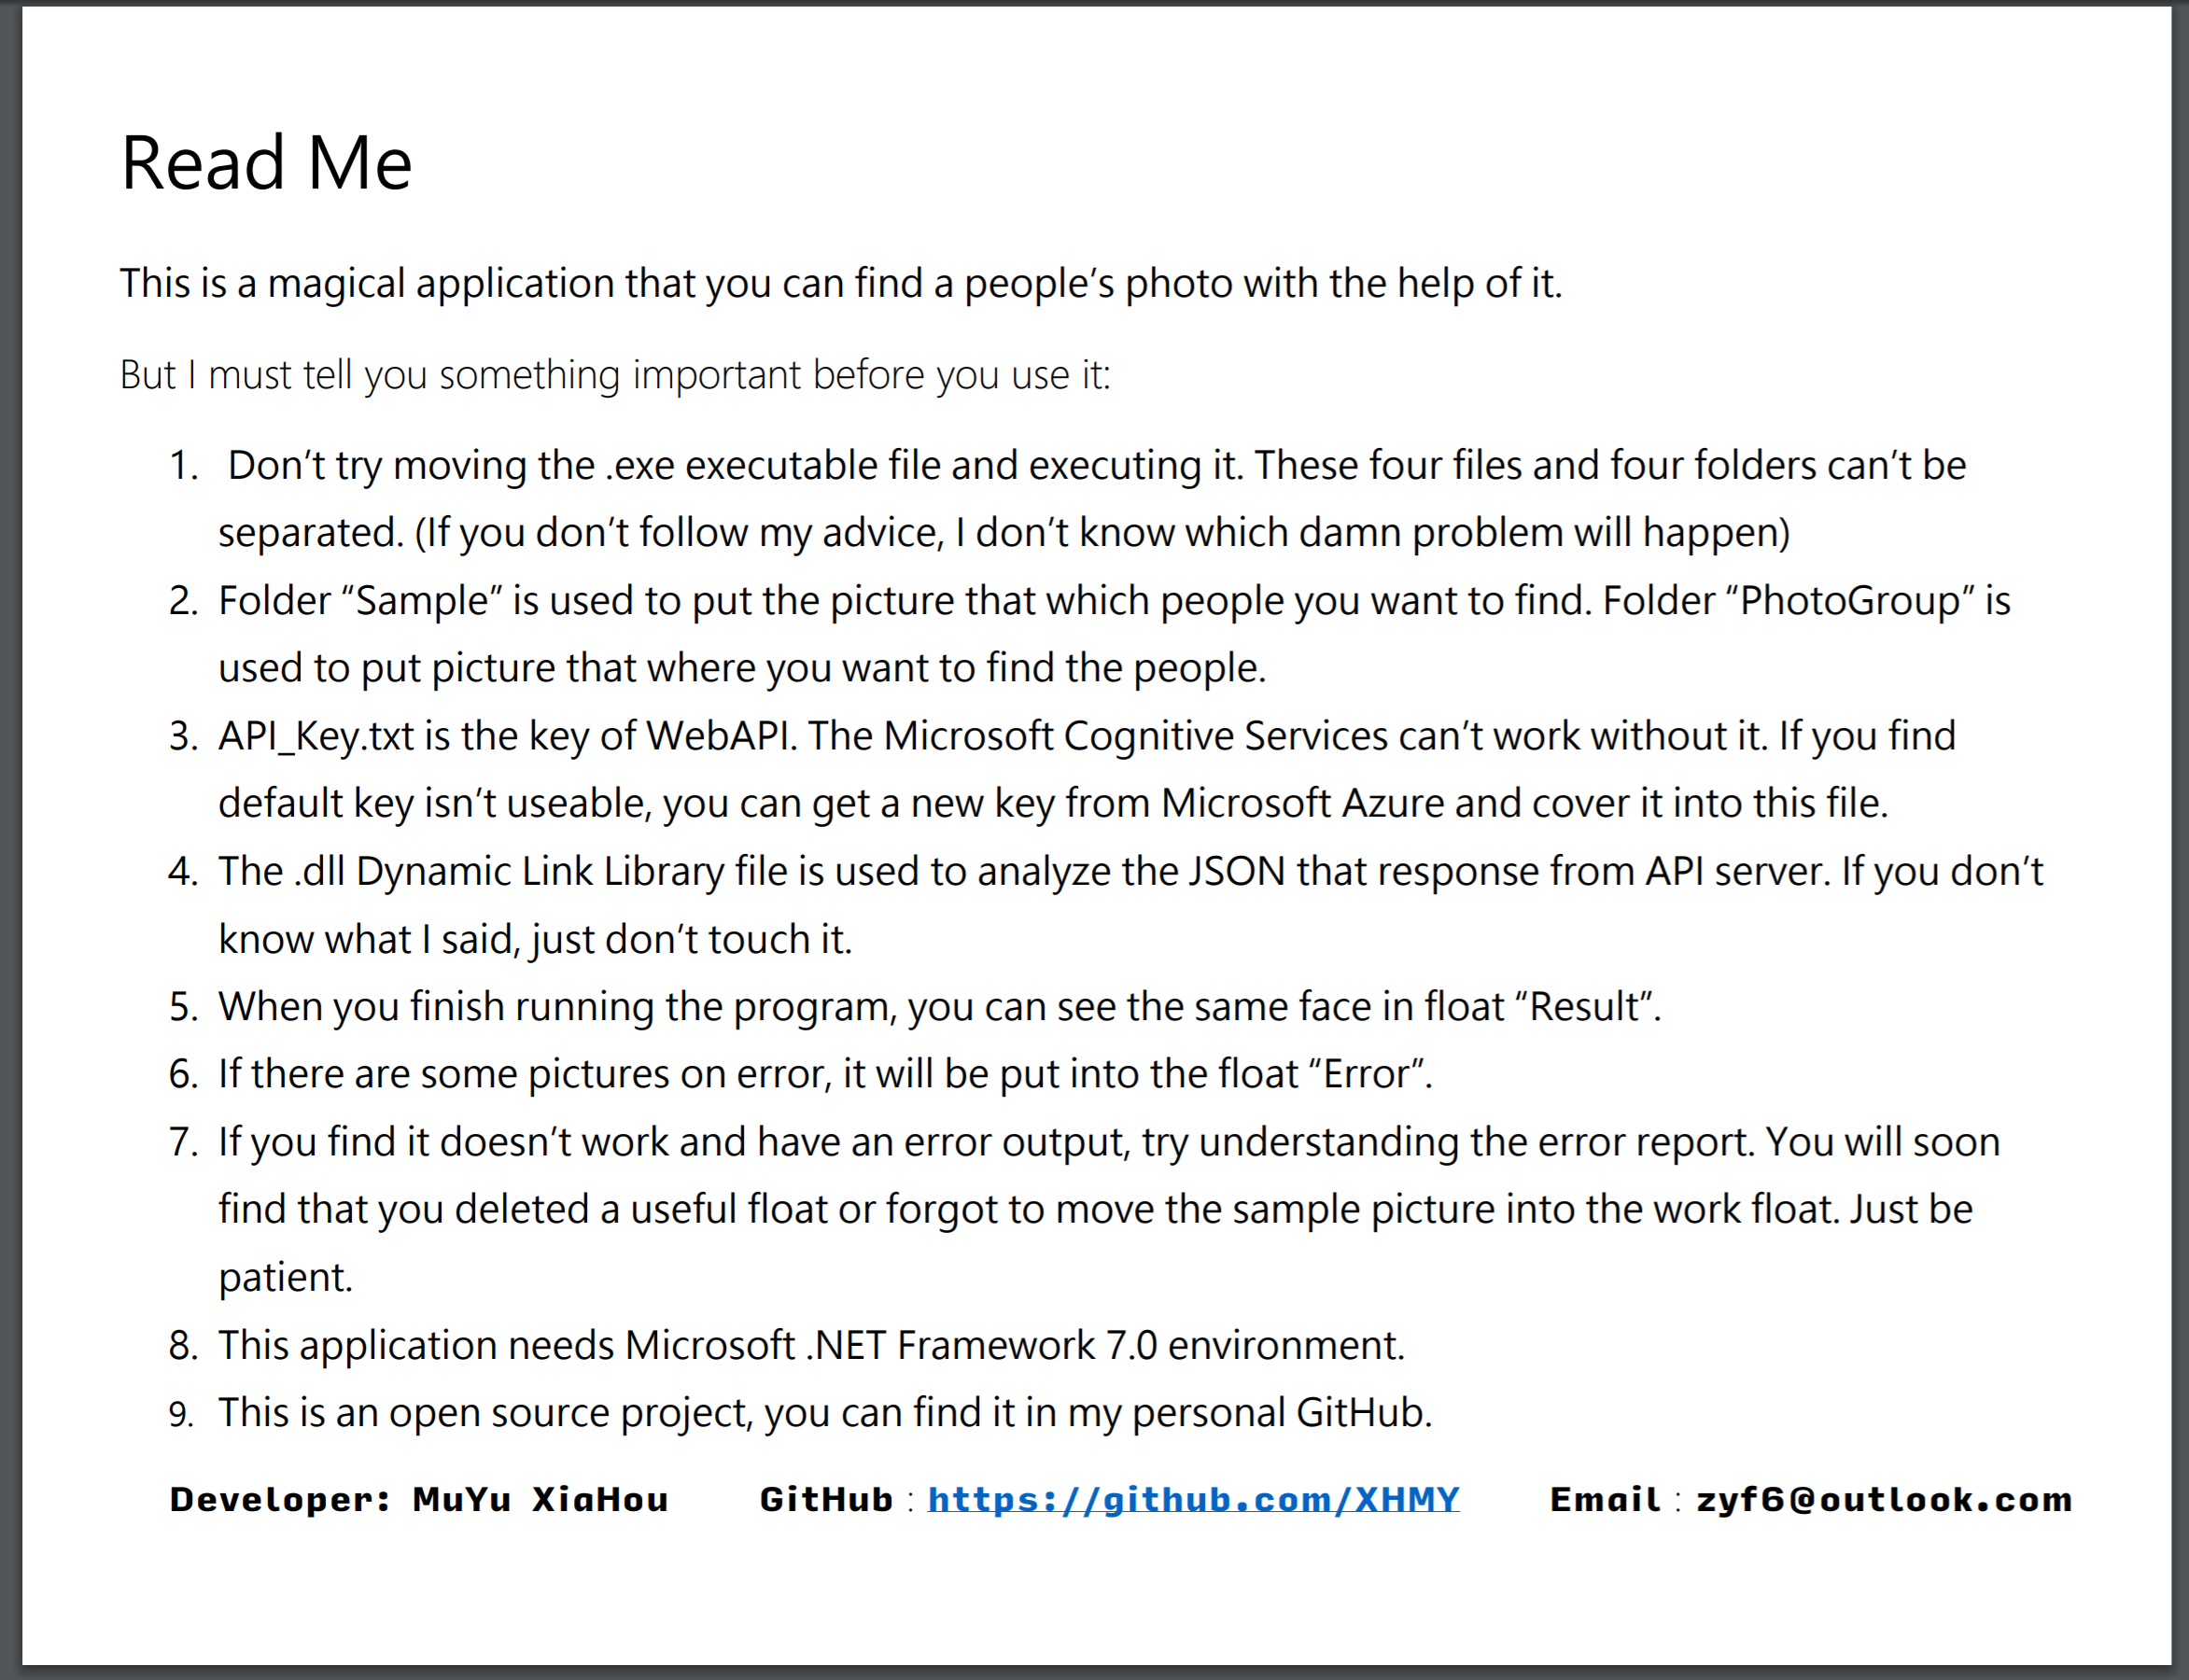 Read Me
This is a magical application that you can find a people’s photo with the help of it.
But I must tell you something important before you use it:
1. Don’t try moving the .exe executable file and executing it. These four files and four folders can’t be
separated. (If you don’t follow my advice, I don’t know which damn problem will happen)
2. Folder “Sample” is used to put the picture that which people you want to find. Folder “PhotoGroup” is
used to put picture that where you want to find the people.
3. API_Key.txt is the key of WebAPI. The Microsoft Cognitive Services can’t work without it. If you find
default key isn’t useable, you can get a new key from Microsoft Azure and cover it into this file.
4. The .dll Dynamic Link Library file is used to analyze the JSON that response from API server. If you don’t
know what I said, just don’t touch it.
5. When you finish running the program, you can see the same face in float “Result”.
6. If there are some pictures on error, it will be put into the float “Error”.
7. If you find it doesn’t work and have an error output, try understanding the error report. You will soon
find that you deleted a useful float or forgot to move the sample picture into the work float. Just be
patient.
8. This application needs Microsoft .NET Framework 7.0 environment.
9. This is an open source project, you can find it in my personal GitHub.
Developer: MuYu XiaHou GitHub：https://github.com/XHMY Email：zyf6@outlook.com